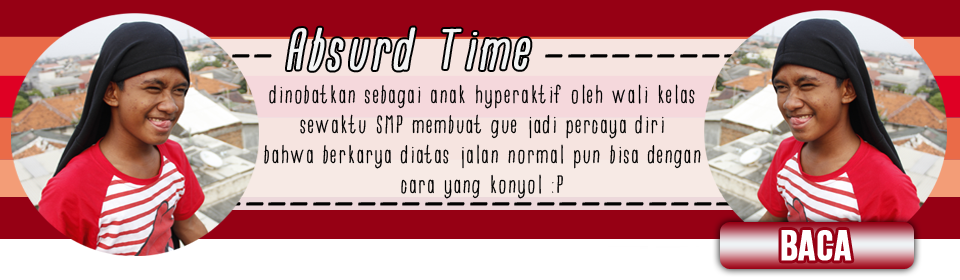 Absurd Time
dinobatkan sebagai anak hyperaktif oleh wali kelas
sewaktu SMP membuat gue jadi percaya diri
bahwa berkarya diatas jalan normal pun bisa dengan
cara yang konyol :P
BACA